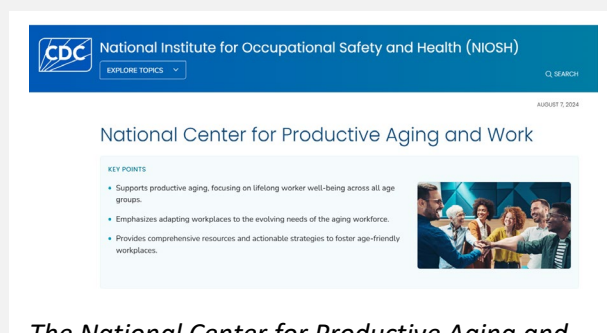 CDC
National Institute for Occupational Safety and Health (NIOSH)
EXPLORE TOPICS
SEARCH
AUGUST 7, 2024
National Center for Productive Aging and Work
KEY POINTS
• Supports productive aging, focusing on lifelong worker well-being across all age
groups.
• Emphasizes adapting workplaces to the evolving needs of the aging workforce.
• Provides comprehensive resources and actionable strategies to foster age-friendly
workplaces.
The National Center for Productive Aging and